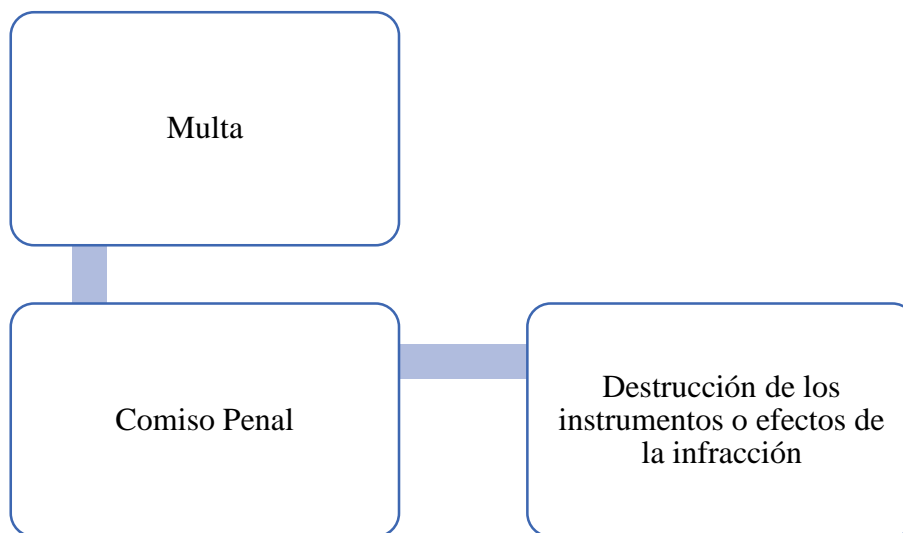 Multa
Comiso Penal
Destrucción de los
instrumentos o efectos de
la infracción